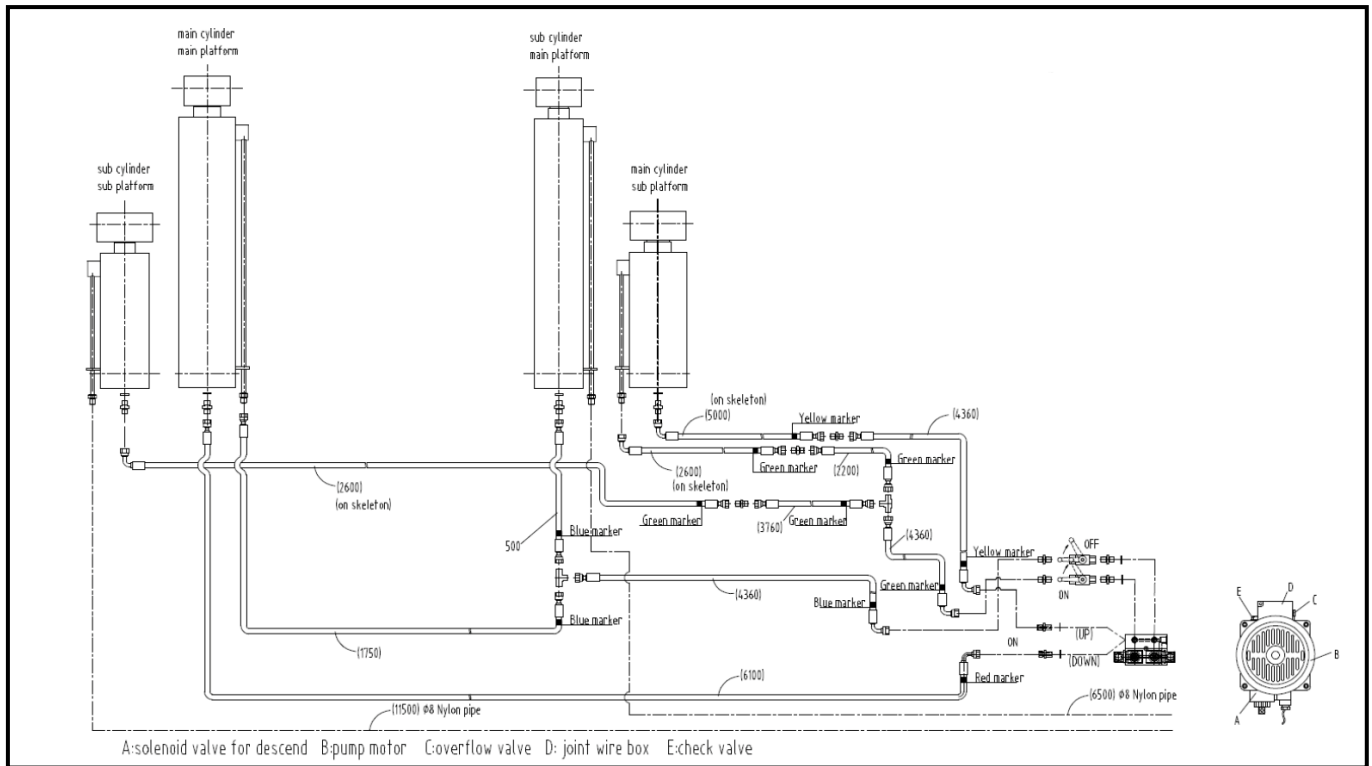 main cylinder
main platform
sub cylinder
main platform
sub cylinder
sub platform
main cylinder
sub platform
(on skeleton)
(5000)
Yellow marker
(4360)
Green marker
(2600)
(on skeleton)
(2200)
Green marker
(2600)
(on skeleton)
Green marker
(3760)
Green marker
(4360)
500
Blue marker
OFF
Yellow marker
ON
(4360)
Green marker
Blue marker
Blue marker
(UP)
ON
(DOWN)
(1750)
(6100)
Red marker
(11500) Ø8 Nylon pipe
(6500) Ø8 Nylon pipe
E
D
C
B
A
A:solenoid valve for descend B:pump motor C:overflow valve D: joint wire box E:check valve